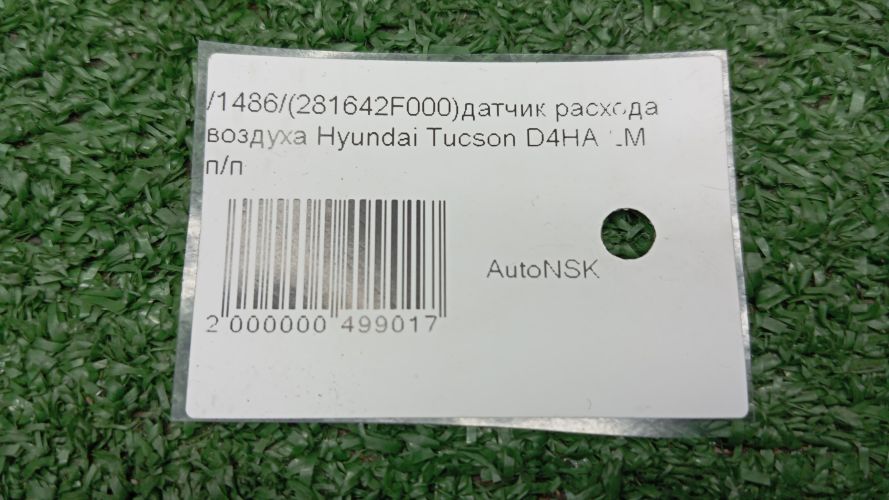 /1486/(281642F000)датчик расхода
воздуха Hyundai Tucson D4HA LM
п/п
AutoNSK
2 000000 499017